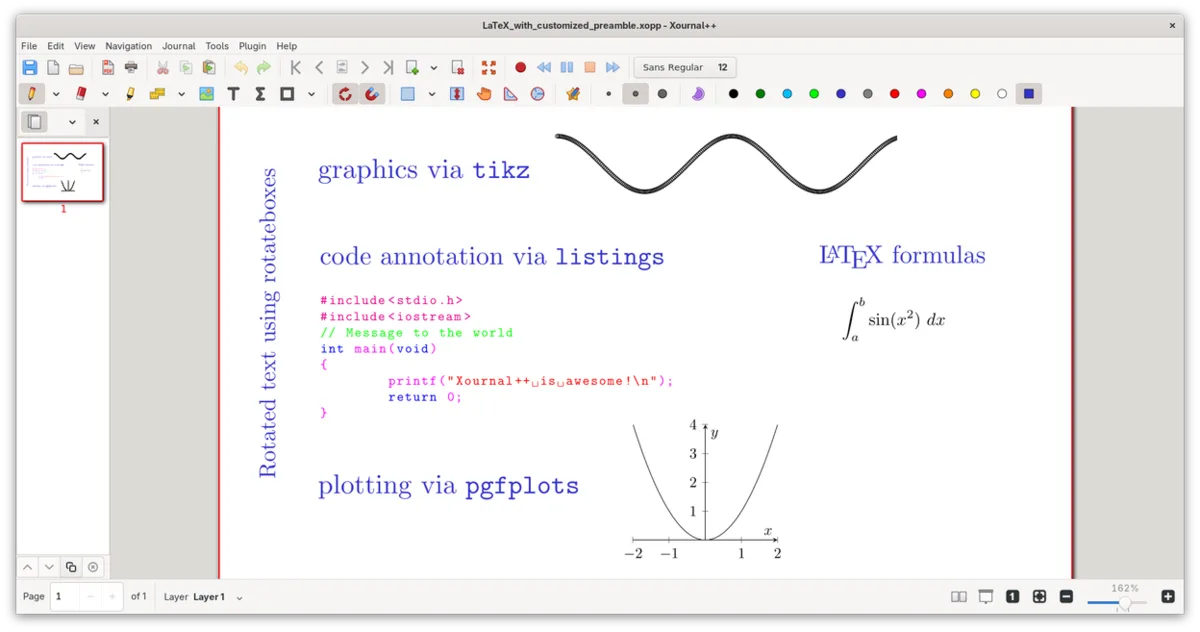 LaTeX_with_customized_preamble.xopp - Xournal++
File Edit View Navigation Journal Tools Plugin Help
Sans Regular 12
1
Rotated text using rotateboxes
graphics via tikz
code annotation via listings
LATEX formulas
#include<stdio.h>
#include<iostream>
// Message to the world
int main(void)
{
printf("Xournal++␣is␣awesome!\n");
return 0;
}
∫_a^b sin(x²) dx
plotting via pgfplots
4 y
3
2
1
x
−2 −1 1 2
Page 1 of 1 Layer Layer 1
162%